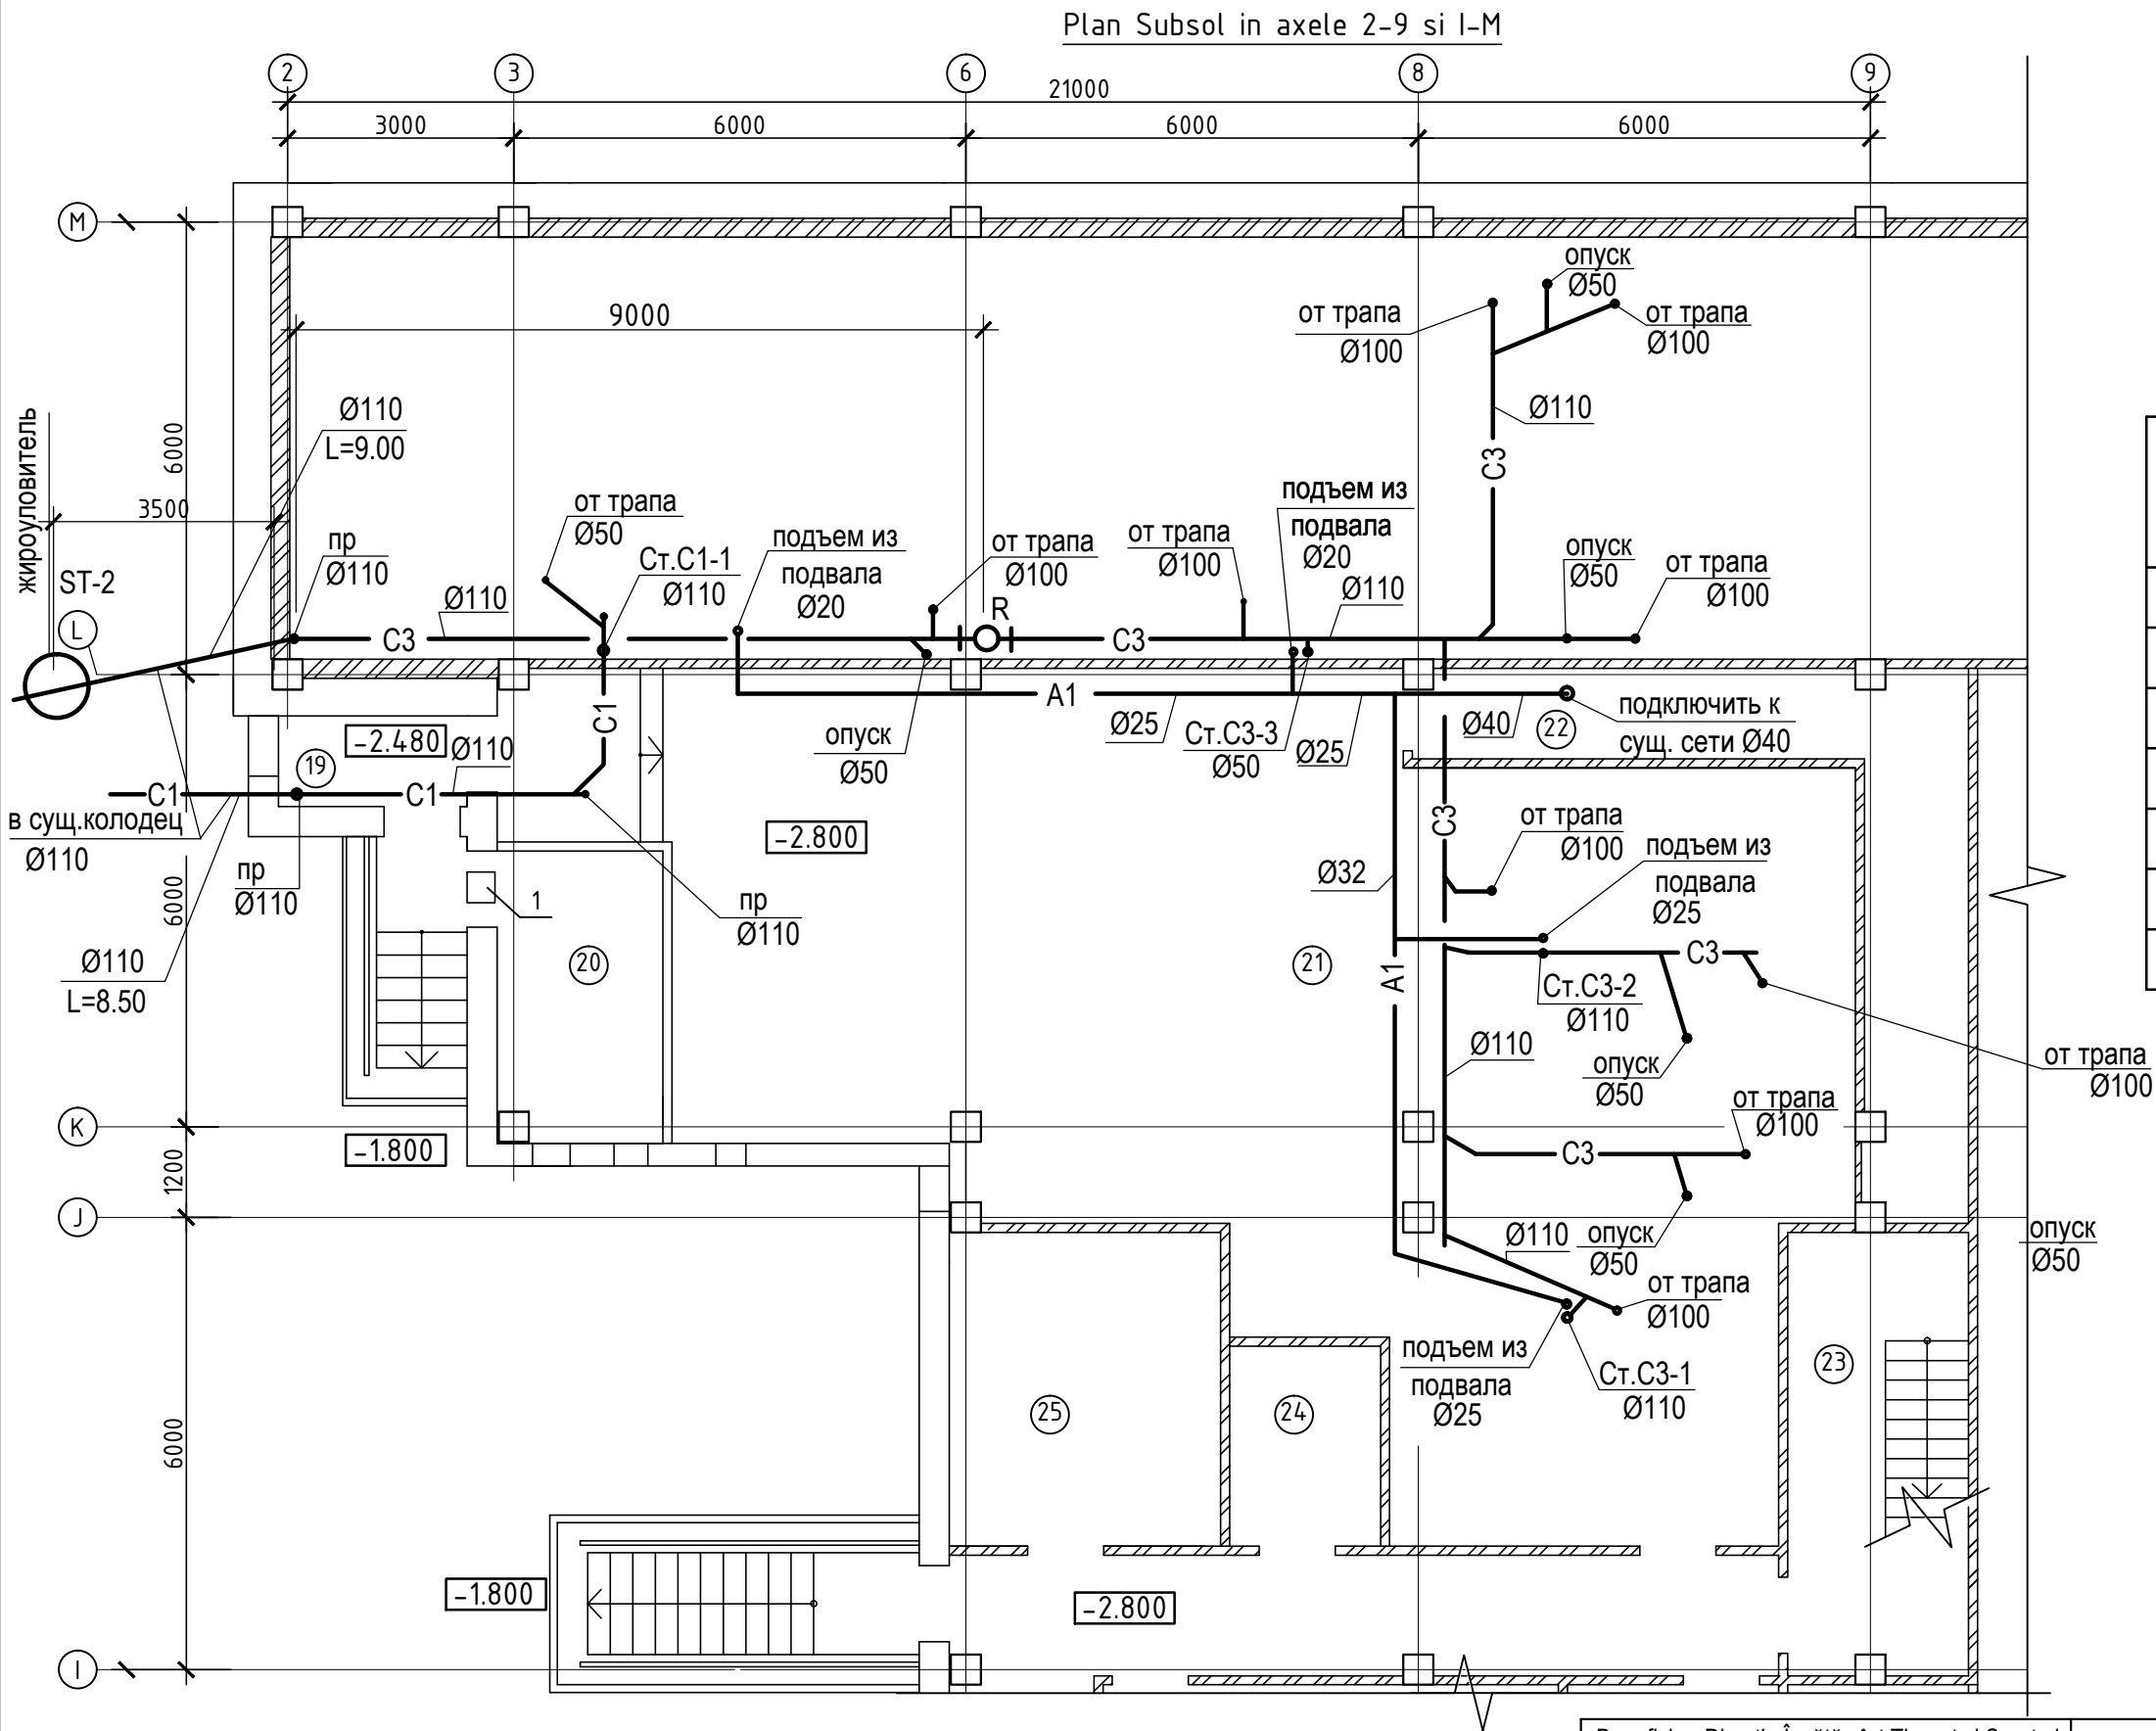 Plan Subsol in axele 2-9 si I-M
2
3
6
8
9
21000
3000
6000
6000
6000
M
опуск
Ø50
от трапа
Ø100
от трапа
Ø100
9000
Ø110
Ø110
L=9.00
C3
6000
жироуловитель
3500
ST-2
L
пр
Ø110
от трапа
Ø50
Ст.С1-1
Ø110
подъем из
подвала
Ø20
от трапа
Ø100
от трапа
Ø100
подъем из
подвала
Ø20
Ø110
опуск
Ø50
от трапа
Ø100
Ø110
R
C3
C3
A1
C1
Ø25
Ст.С3-3
Ø50
Ø25
Ø40
22
подключить к
сущ. сети Ø40
опуск
Ø50
-2.480
Ø110
19
C1
C1
в сущ.колодец
Ø110
-2.800
C3
от трапа
Ø100
подъем из
подвала
Ø25
Ø32
6000
пр
Ø110
1
пр
Ø110
Ø110
L=8.50
20
21
A1
C3
Ст.С3-2
Ø110
Ø110
опуск
Ø50
от трапа
Ø100
от трапа
Ø100
K
-1.800
1200
C3
J
Ø110
опуск
Ø50
опуск
Ø50
от трапа
Ø100
подъем из
подвала
Ø25
Ст.С3-1
Ø110
23
25
24
6000
-1.800
-2.800
I